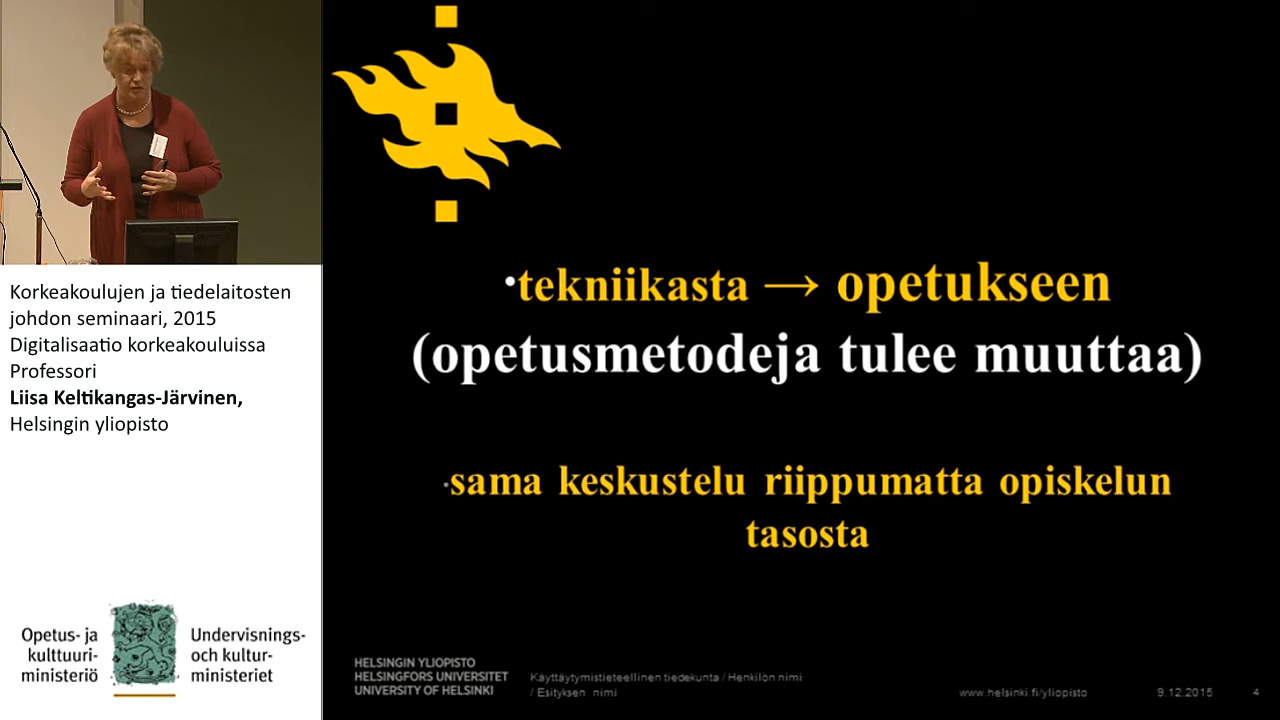 Korkeakoulujen ja tiedelaitosten
johdon seminaari, 2015
Digitalisaatio korkeakouluissa
Professori
Liisa Keltikangas-Järvinen,
Helsingin yliopisto
Opetus- ja
kulttuuri-
ministeriö
Undervisnings-
och kultur-
ministeriet
•tekniikasta → opetukseen
(opetusmetodeja tulee muuttaa)
•sama keskustelu riippumatta opiskelun
tasosta
HELSINGIN YLIOPISTO
HELSINGFORS UNIVERSITET
UNIVERSITY OF HELSINKI
Käyttäytymistieteellinen tiedekunta / Henkilön nimi
/ Esityksen nimi
www.helsinki.fi/yliopisto
9.12.2015
4